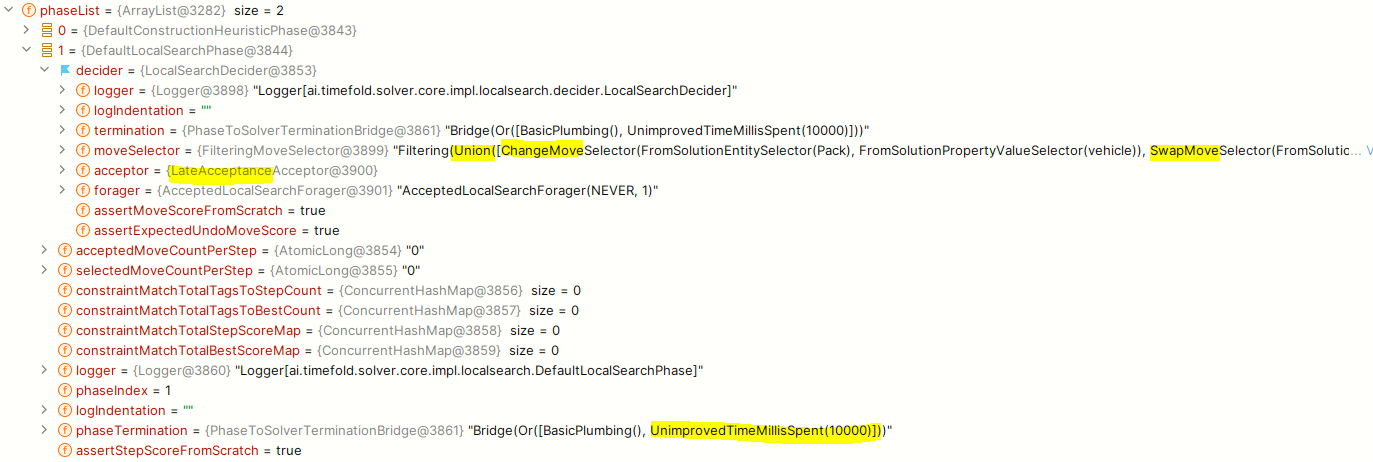 phaseList = {ArrayList@3282} size = 2
0 = {DefaultConstructionHeuristicPhase@3843}
1 = {DefaultLocalSearchPhase@3844}
decider = {LocalSearchDecider@3853}
logger = {Logger@3898} "Logger[ai.timefold.solver.core.impl.localsearch.decider.LocalSearchDecider]"
logIndentation = ""
termination = {PhaseToSolverTerminationBridge@3861} "Bridge(Or([BasicPlumbing(), UnimprovedTimeMillisSpent(10000)]))"
moveSelector = {FilteringMoveSelector@3899} "Filtering(Union([ChangeMoveSelector(FromSolutionEntitySelector(Pack), FromSolutionPropertyValueSelector(vehicle)), SwapMoveSelector(FromSolutic... V
acceptor = {LateAcceptanceAcceptor@3900}
forager = {AcceptedLocalSearchForager@3901} "AcceptedLocalSearchForager(NEVER, 1)"
assertMoveScoreFromScratch = true
assertExpectedUndoMoveScore = true
acceptedMoveCountPerStep = {AtomicLong@3854} "0"
selectedMoveCountPerStep = {AtomicLong@3855} "0"
constraintMatchTotalTagsToStepCount = {ConcurrentHashMap@3856} size = 0
constraintMatchTotalTagsToBestCount = {ConcurrentHashMap@3857} size = 0
constraintMatchTotalStepScoreMap = {ConcurrentHashMap@3858} size = 0
constraintMatchTotalBestScoreMap = {ConcurrentHashMap@3859} size = 0
logger = {Logger@3860} "Logger[ai.timefold.solver.core.impl.localsearch.DefaultLocalSearchPhase]"
phaseIndex = 1
logIndentation = ""
phaseTermination = {PhaseToSolverTerminationBridge@3861} "Bridge(Or([BasicPlumbing(), UnimprovedTimeMillisSpent(10000)]))"
assertStepScoreFromScratch = true